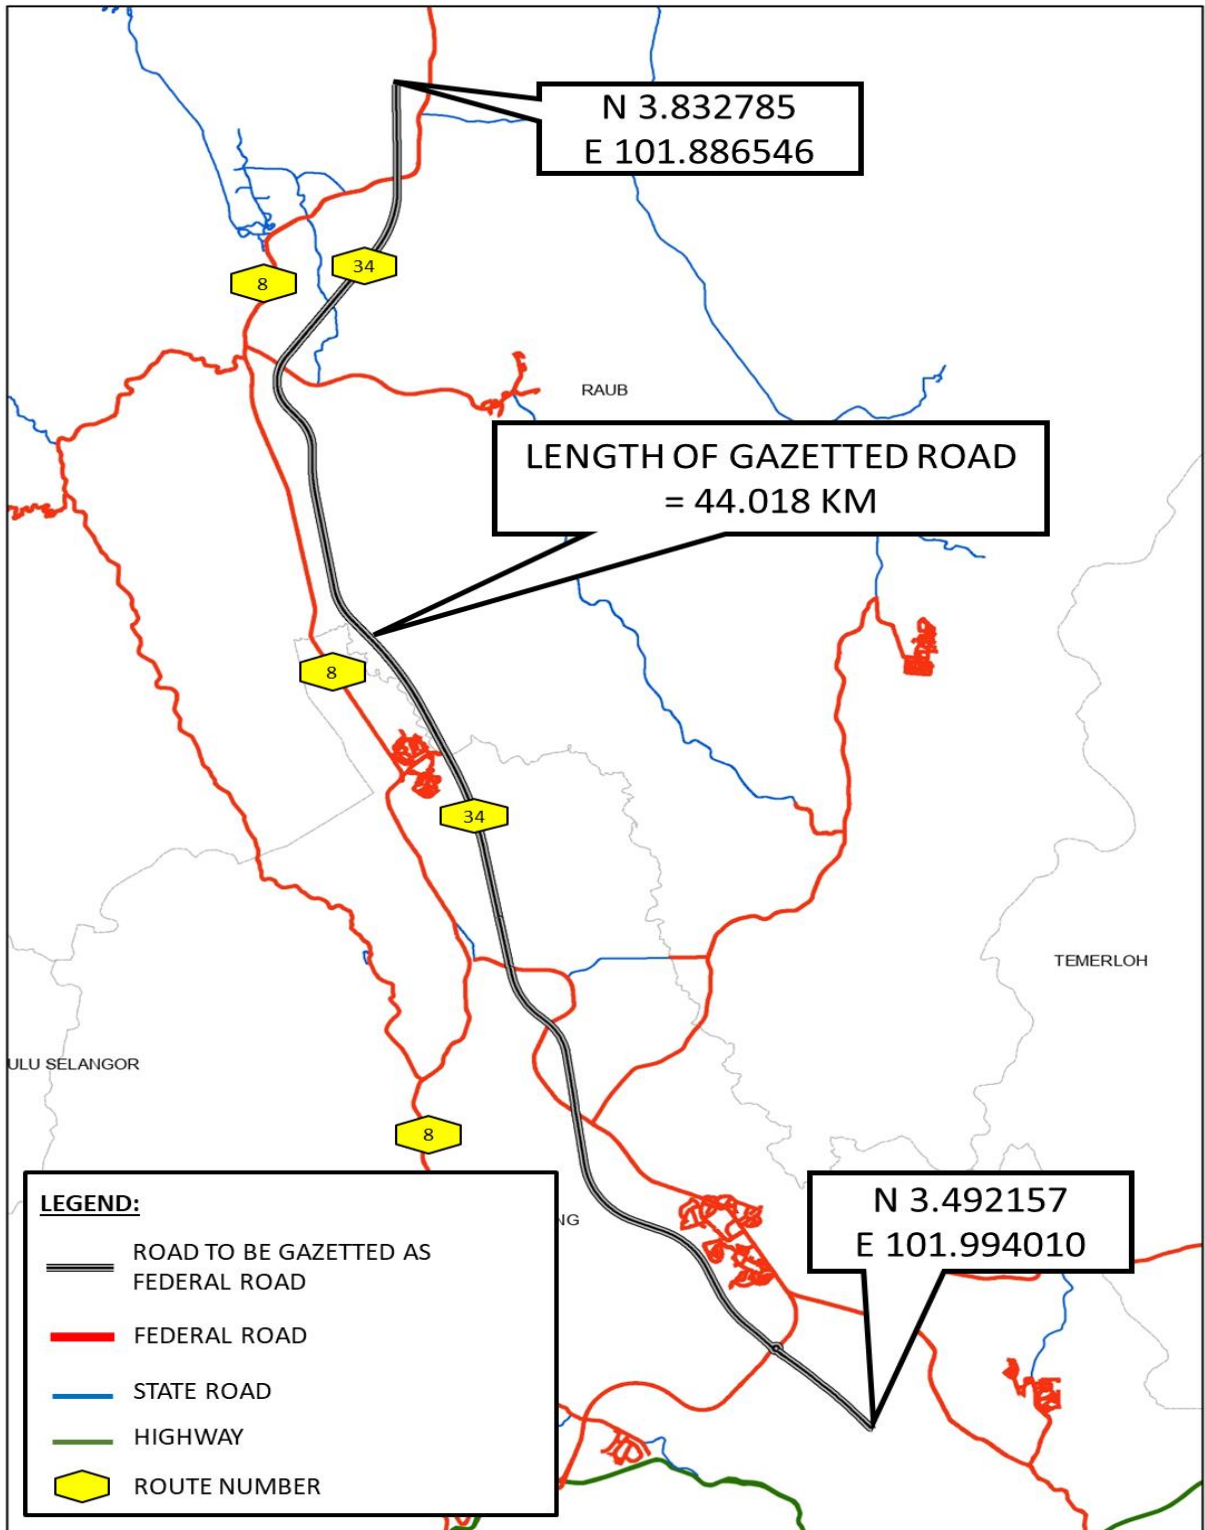 N 3.832785
E 101.886546
34
8
RAUB
LENGTH OF GAZETTED ROAD
= 44.018 KM
8
34
TEMERLOH
ULU SELANGOR
8
NG
N 3.492157
E 101.994010
LEGEND:
ROAD TO BE GAZETTED AS
FEDERAL ROAD
FEDERAL ROAD
STATE ROAD
HIGHWAY
ROUTE NUMBER